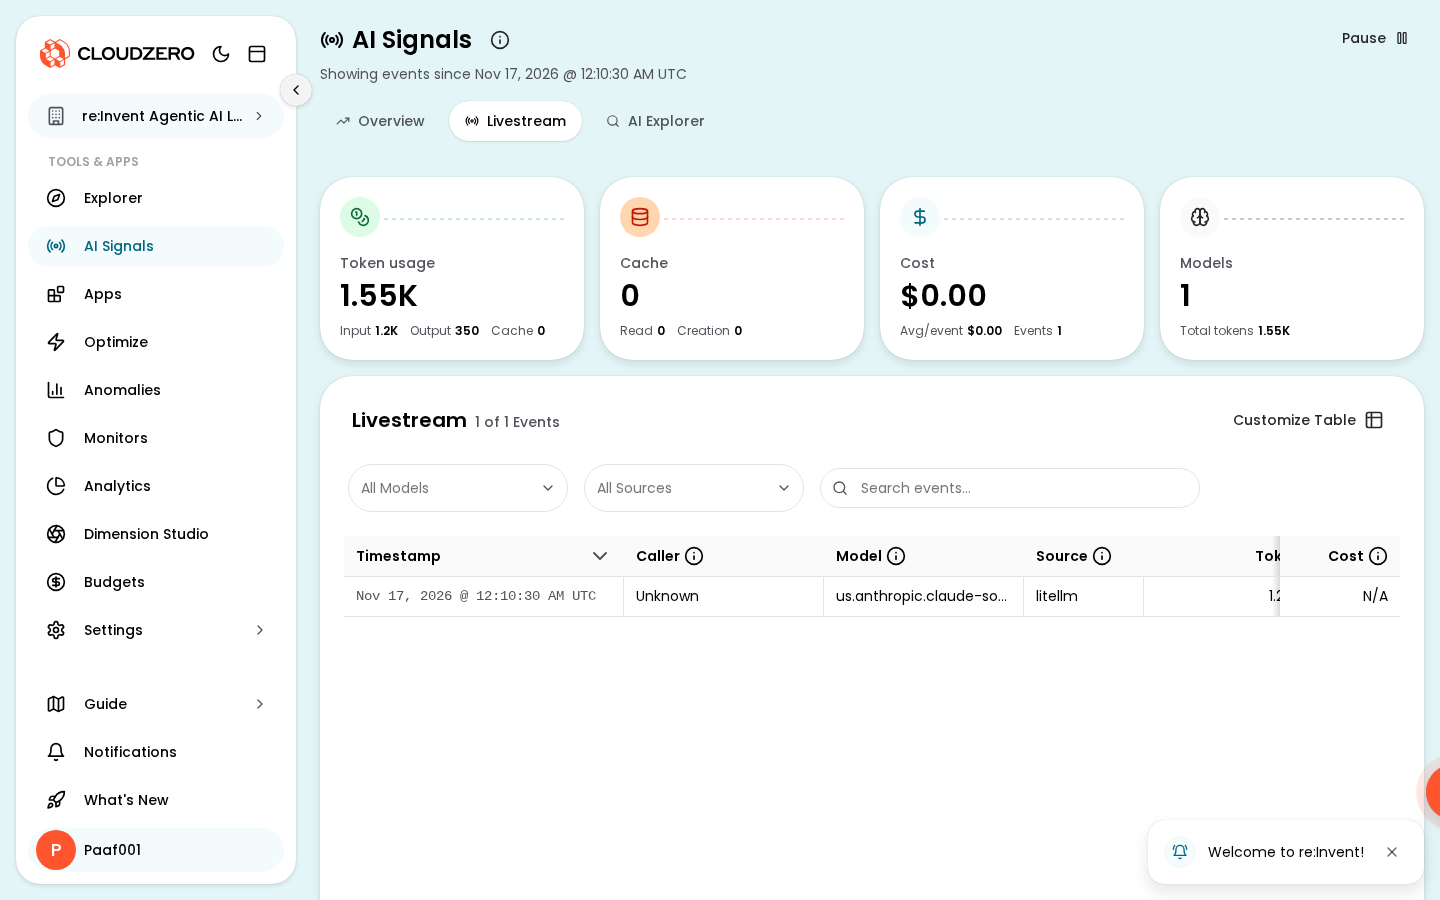 CLOUDZERO
re:Invent Agentic AI L...
TOOLS & APPS
Explorer
AI Signals
Apps
Optimize
Anomalies
Monitors
Analytics
Dimension Studio
Budgets
Settings
Guide
Notifications
What's New
P Paaf001
AI Signals
Pause
Showing events since Nov 17, 2026 @ 12:10:30 AM UTC
Overview Livestream AI Explorer
Token usage
1.55K
Input 1.2K Output 350 Cache 0
Cache
0
Read 0 Creation 0
Cost
$0.00
Avg/event $0.00 Events 1
Models
1
Total tokens 1.55K
Livestream 1 of 1 Events
Customize Table
All Models All Sources Search events...
Timestamp Caller Model Source Tok Cost
Nov 17, 2026 @ 12:10:30 AM UTC Unknown us.anthropic.claude-so... litellm 1.2 N/A
Welcome to re:Invent!